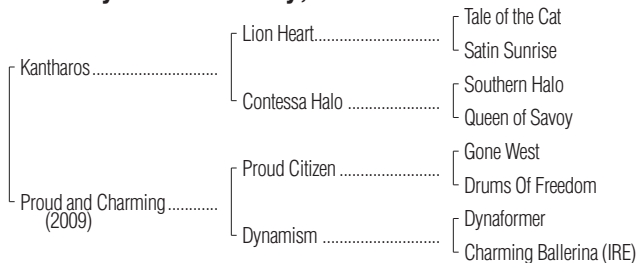 Tale of the Cat
Lion Heart
Satin Sunrise
Kantharos
Southern Halo
Contessa Halo
Queen of Savoy
Gone West
Proud Citizen
Drums Of Freedom
Proud and Charming
(2009)
Dynaformer
Dynamism
Charming Ballerina (IRE)